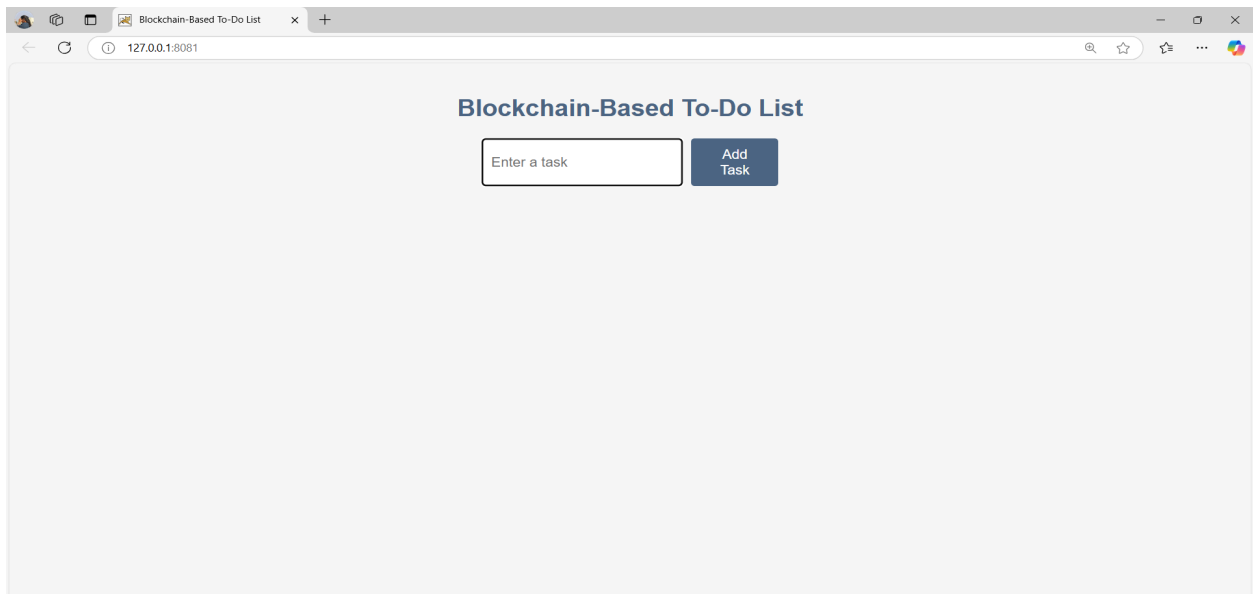 Blockchain-Based To-Do List
127.0.0.1:8081
Blockchain-Based To-Do List
Enter a task
Add
Task